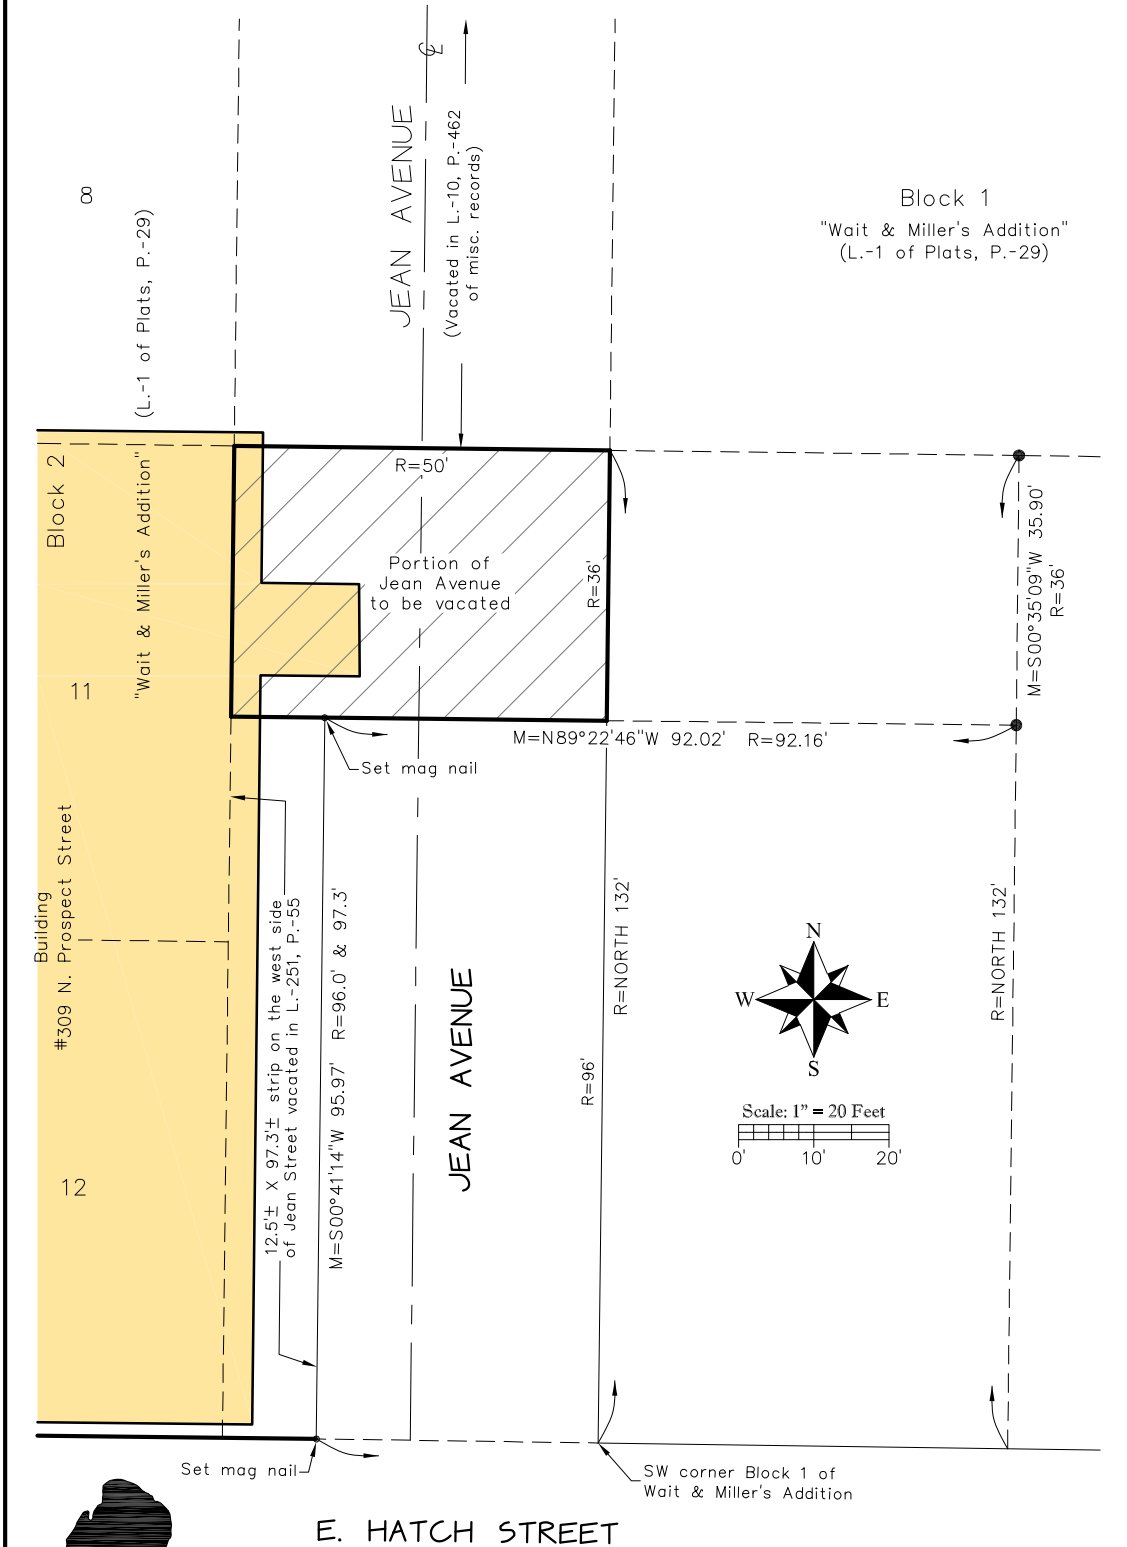 ℄
JEAN AVENUE
(Vacated in L.-10, P.-462
of misc. records)
8
(L.-1 of Plats, P.-29)
Block 1
"Wait & Miller's Addition"
(L.-1 of Plats, P.-29)
Block 2
"Wait & Miller's Addition"
R=50'
Portion of
Jean Avenue
to be vacated
R=36'
M=S00°35'09"W 35.90'
R=36'
11
M=N89°22'46"W 92.02' R=92.16'
Set mag nail
Building
#309 N. Prospect Street
12.5'± X 97.3'± strip on the west side
of Jean Street vacated in L.-251, P.-55
M=S00°41'14"W 95.97' R=96.0' & 97.3'
JEAN AVENUE
R=NORTH 132'
R=96'
R=NORTH 132'
N
W E
S
Scale: 1" = 20 Feet
0' 10' 20'
12
Set mag nail
SW corner Block 1 of
Wait & Miller's Addition
E. HATCH STREET